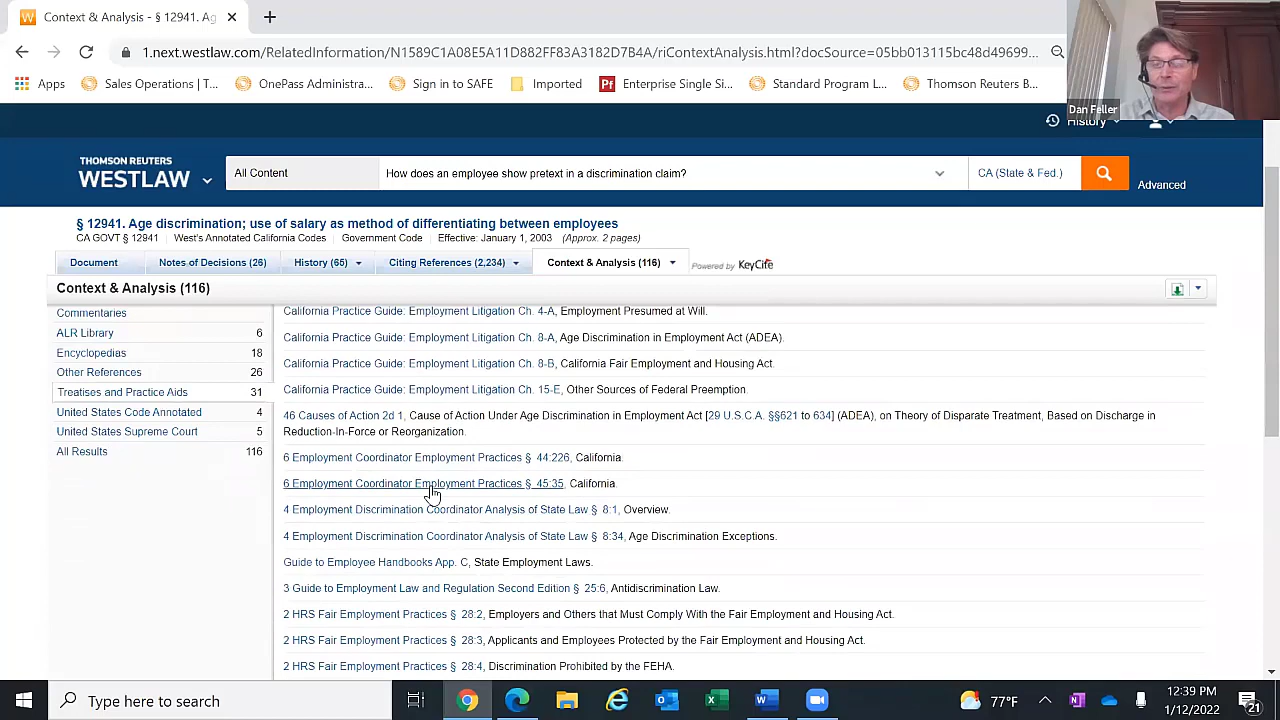 Context & Analysis - § 12941. Ag
1.next.westlaw.com/RelatedInformation/N1589C1A08B6F11D882FF83A3182D7B4A/riContextAnalysis.html?docSource=05bb013115bc48d49699...
Apps
Sales Operations | T...
OnePass Administra...
Sign in to SAFE
Imported
Enterprise Single Si...
Standard Program L...
Thomson Reuters B...
Dan Feller
History
THOMSON REUTERS
WESTLAW
All Content
How can an employee show pretext in a discrimination claim?
CA (State & Fed.)
Advanced
§ 12941. Age discrimination; use of salary as method of differentiating between employees
CA GOVT § 12941 West's Annotated California Codes Government Code Effective: January 1, 2003 (Approx. 2 pages)
Document
Notes of Decisions (26)
History (65)
Citing References (2,234)
Context & Analysis (116)
Powered by KeyCite
Context & Analysis (116)
Commentaries
ALR Library 6
Encyclopedias 18
Other References 26
Treatises and Practice Aids 31
United States Code Annotated 4
United States Supreme Court 5
All Results 116
California Practice Guide: Employment Litigation Ch. 4-A, Employment Presumed at Will.
California Practice Guide: Employment Litigation Ch. 8-A, Age Discrimination in Employment Act (ADEA).
California Practice Guide: Employment Litigation Ch. 8-B, California Fair Employment and Housing Act.
California Practice Guide: Employment Litigation Ch. 15-E, Other Sources of Federal Preemption.
46 Causes of Action 2d 1, Cause of Action Under Age Discrimination in Employment Act [29 U.S.C.A. §§621 to 634] (ADEA), on Theory of Disparate Treatment, Based on Discharge in
Reduction-In-Force or Reorganization.
6 Employment Coordinator Employment Practices § 44:226, California.
6 Employment Coordinator Employment Practices § 45:35, California.
4 Employment Discrimination Coordinator Analysis of State Law § 8:1, Overview.
4 Employment Discrimination Coordinator Analysis of State Law § 8:34, Age Discrimination Exceptions.
Guide to Employee Handbooks App. C, State Employment Laws.
3 Guide to Employment Law and Regulation Second Edition § 25:6, Antidiscrimination Law.
2 HRS Fair Employment Practices § 28:2, Employers and Others that Must Comply With the Fair Employment and Housing Act.
2 HRS Fair Employment Practices § 28:3, Applicants and Employees Protected by the Fair Employment and Housing Act.
2 HRS Fair Employment Practices § 28:4, Discrimination Prohibited by the FEHA.
Type here to search
77°F
12:39 PM
1/12/2022
21